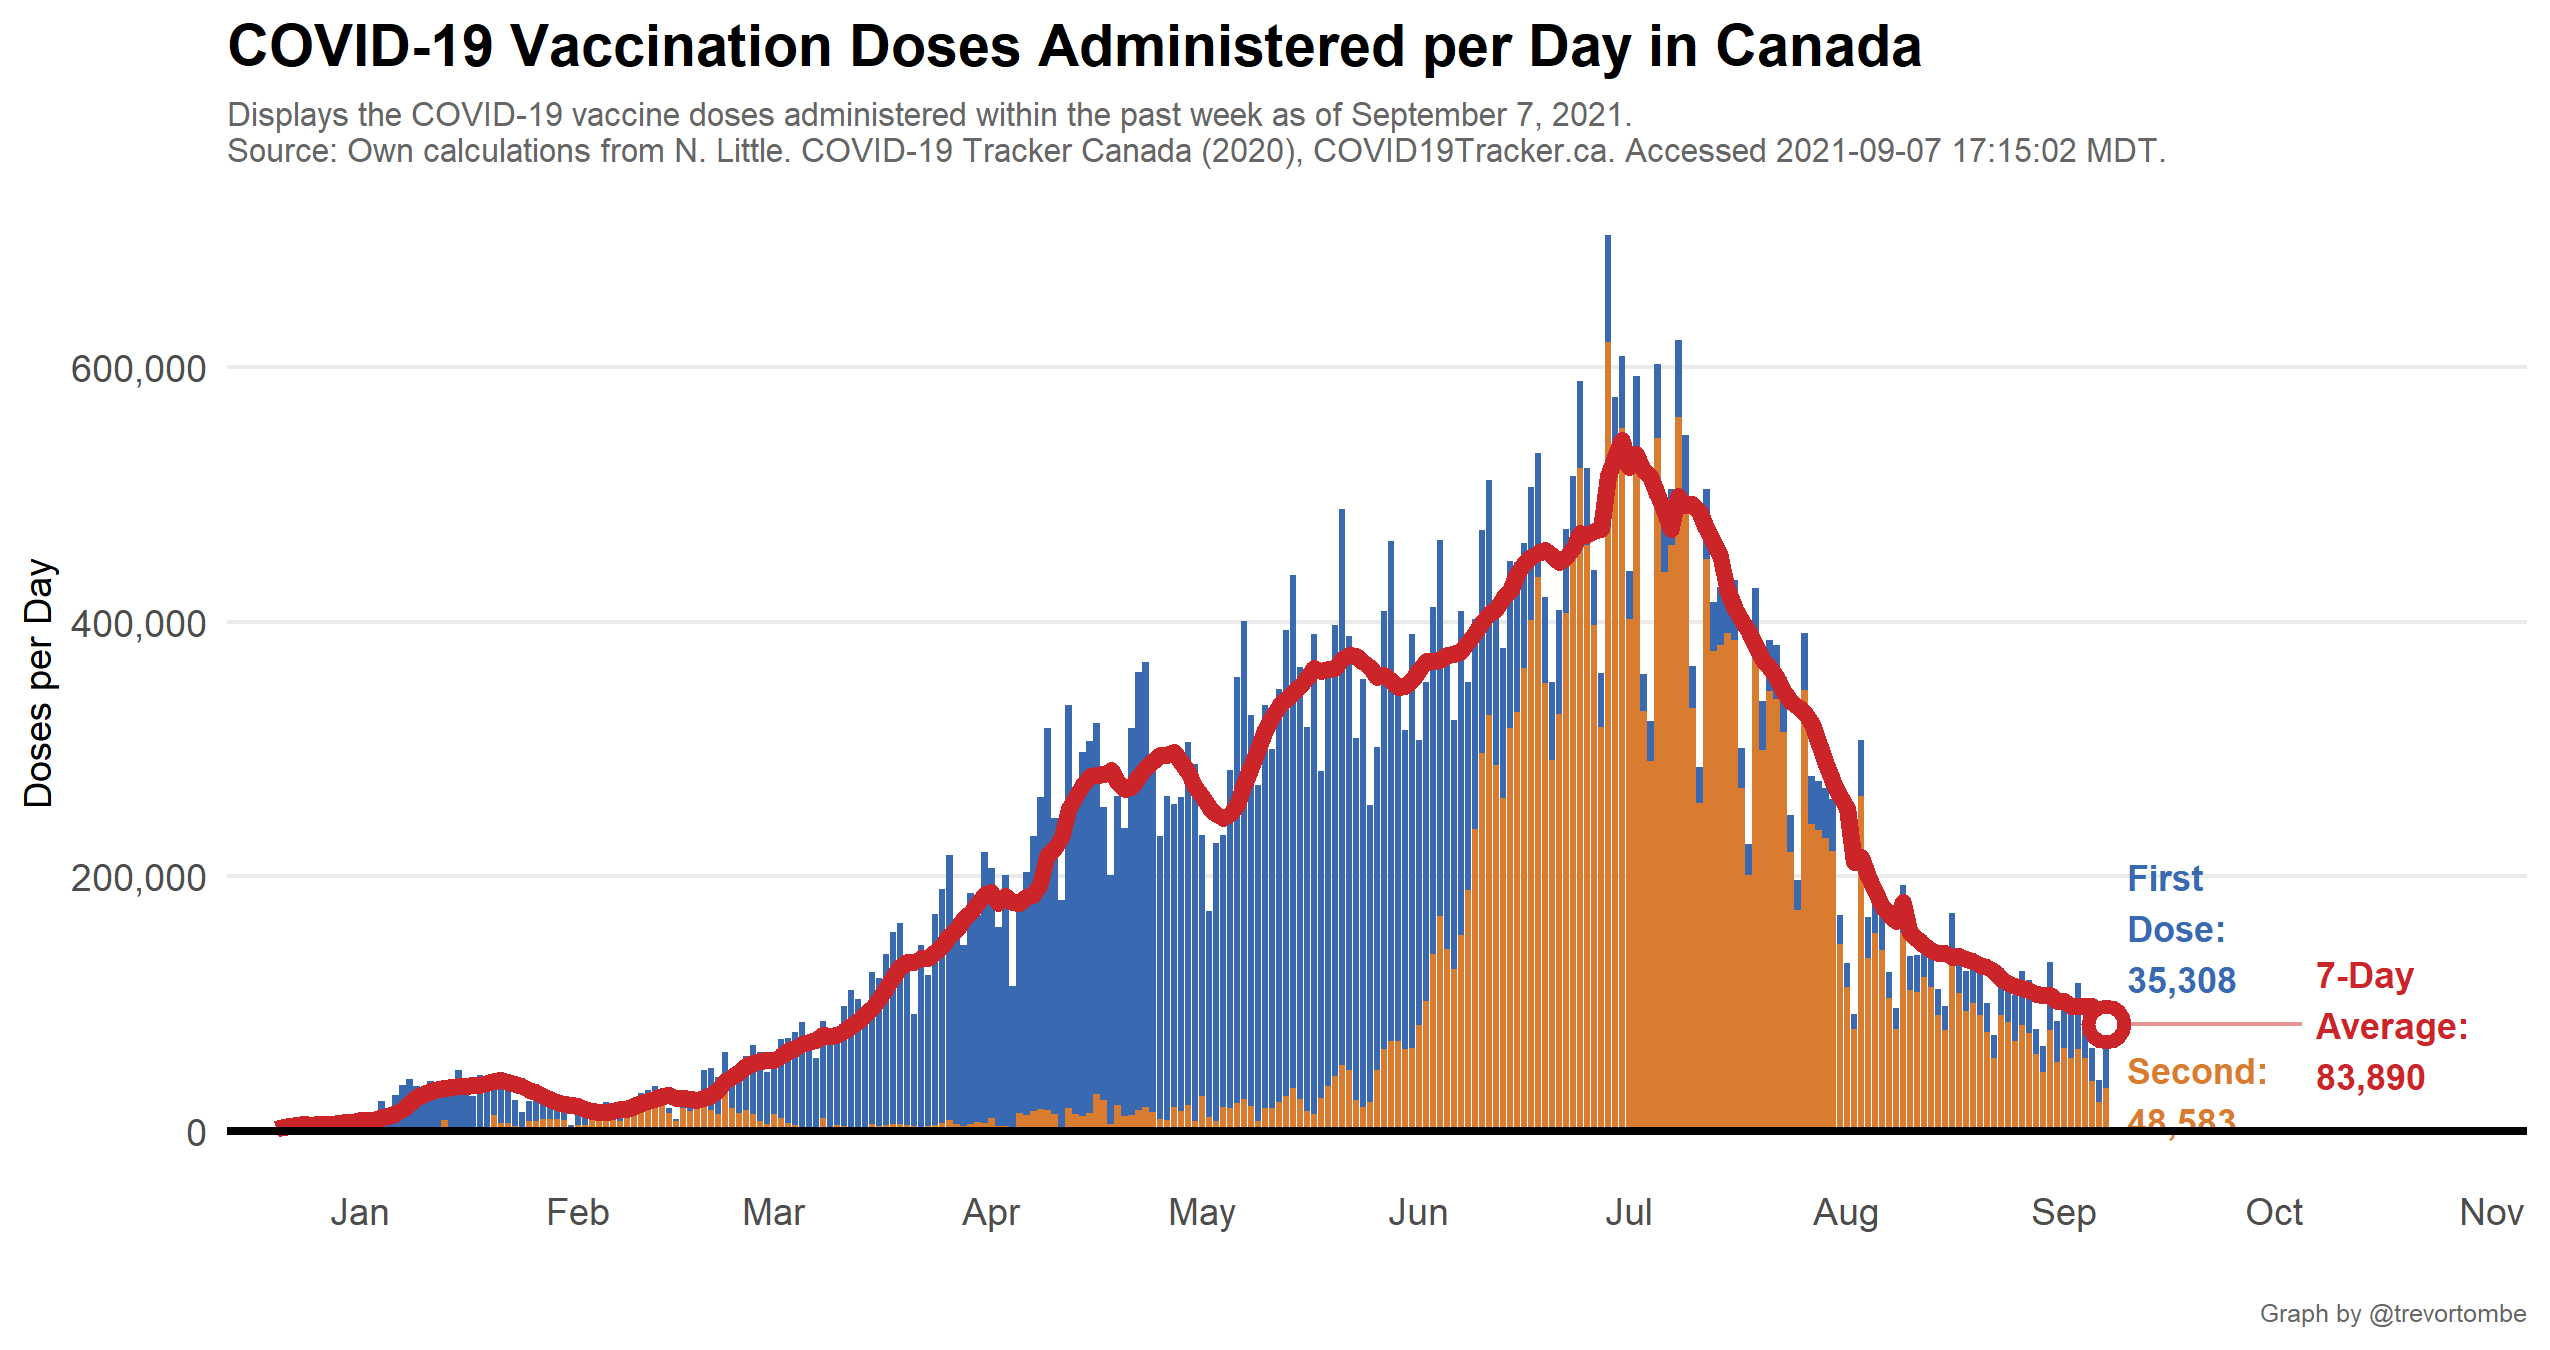 COVID-19 Vaccination Doses Administered per Day in Canada
Displays the COVID-19 vaccine doses administered within the past week as of September 7, 2021.
Source: Own calculations from N. Little. COVID-19 Tracker Canada (2020), COVID19Tracker.ca. Accessed 2021-09-07 17:15:02 MDT.
Doses per Day
600,000
400,000
200,000
0
First
Dose:
35,308
Second:
48,583
7-Day
Average:
83,890
Jan Feb Mar Apr May Jun Jul Aug Sep Oct Nov
Graph by @trevortombe